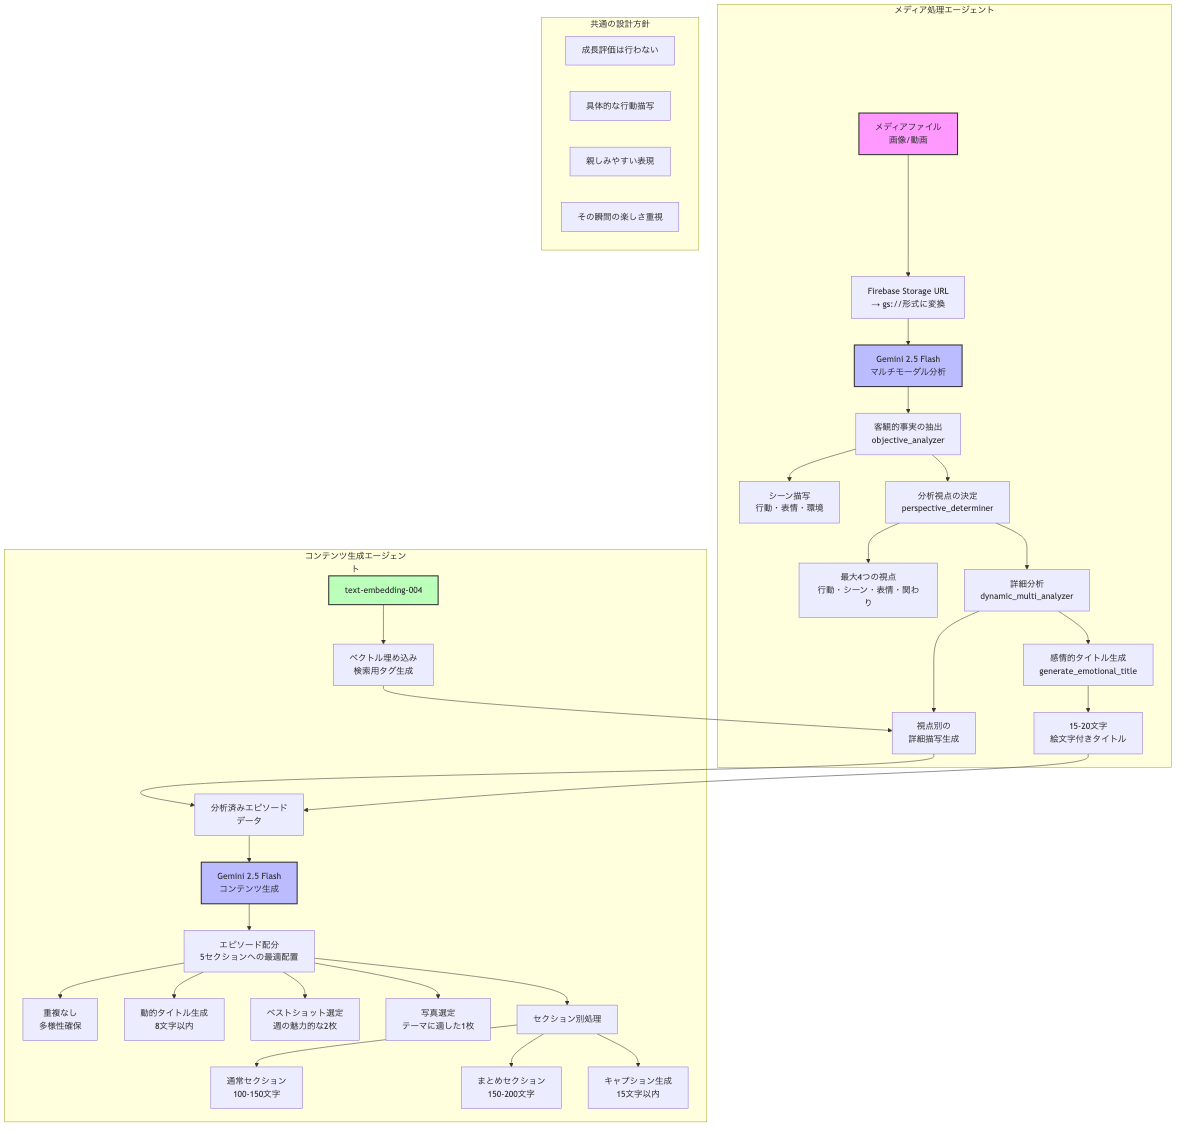 共通の設計方針
成長評価は行わない
具体的な行動描写
親しみやすい表現
その瞬間の楽しさ重視
メディア処理エージェント
メディアファイル
画像/動画
Firebase Storage URL
→ gs://形式に変換
Gemini 2.5 Flash
マルチモーダル分析
客観的事実の抽出
objective_analyzer
シーン描写
行動・表情・環境
分析視点の決定
perspective_determiner
最大4つの視点
行動・シーン・表情・関わ
り
詳細分析
dynamic_multi_analyzer
感情的タイトル生成
generate_emotional_title
視点別の
詳細描写生成
15-20文字
絵文字付きタイトル
コンテンツ生成エージェン
ト
text-embedding-004
ベクトル埋め込み
検索用タグ生成
分析済みエピソード
データ
Gemini 2.5 Flash
コンテンツ生成
エピソード配分
5セクションへの最適配置
重複なし
多様性確保
動的タイトル生成
8文字以内
ベストショット選定
週の魅力的な2枚
写真選定
テーマに適した1枚
セクション別処理
通常セクション
100-150文字
まとめセクション
150-200文字
キャプション生成
15文字以内